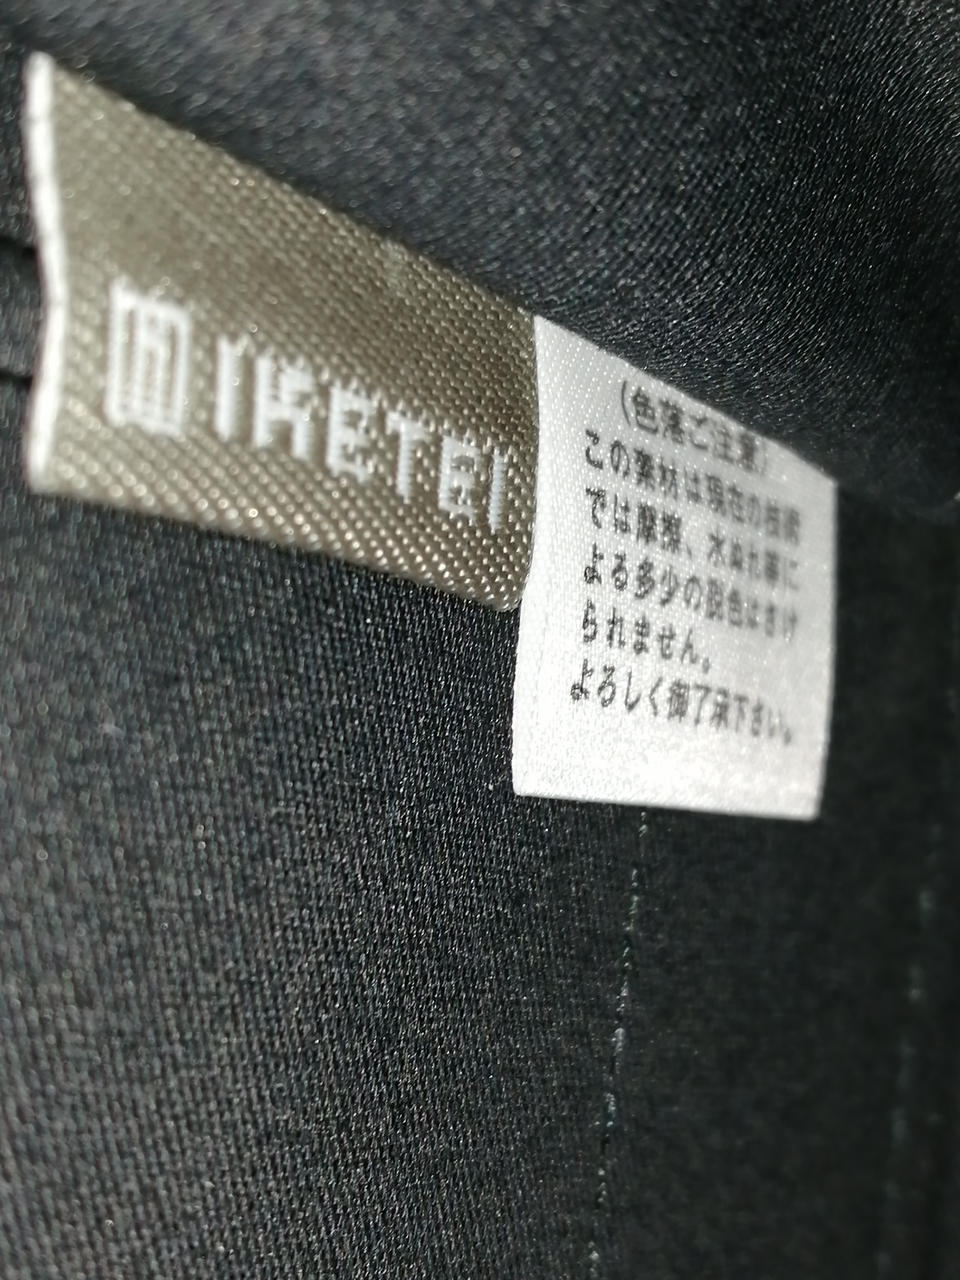 IKETEI
(色落ご注意)
この素材は現在の技術
では摩擦、水ぬれ等に
よる多少の脱色はさけ
られません。
よろしく御了承下さい。